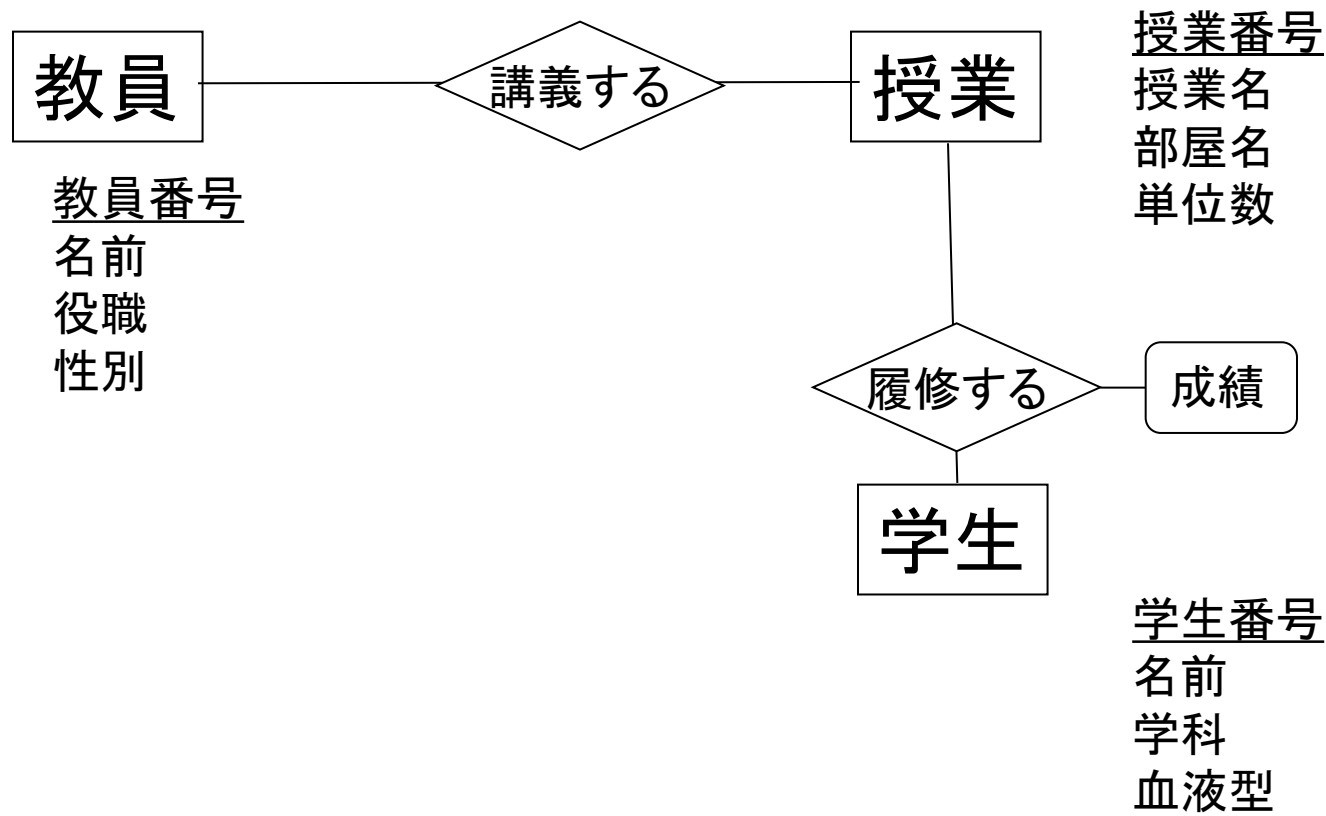 教員
講義する
授業
授業番号
授業名
部屋名
単位数
教員番号
名前
役職
性別
履修する
成績
学生
学生番号
名前
学科
血液型